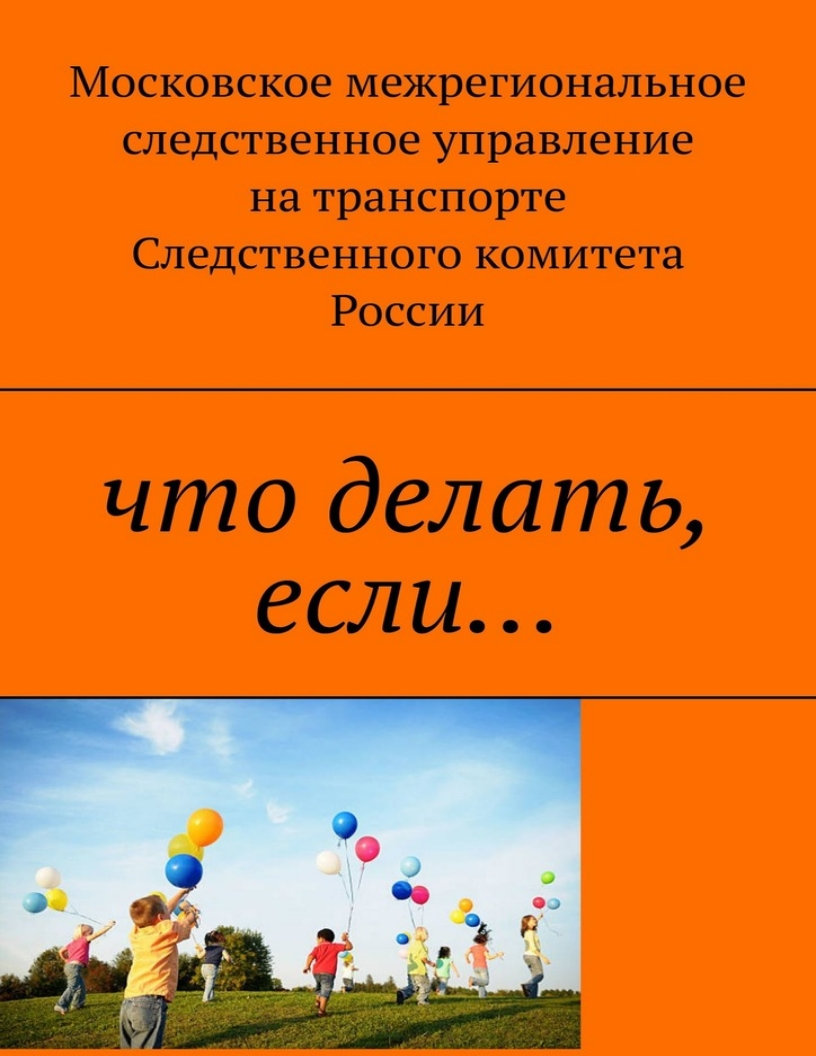 Московское межрегиональное
следственное управление
на транспорте
Следственного комитета
России
что делать,
если...